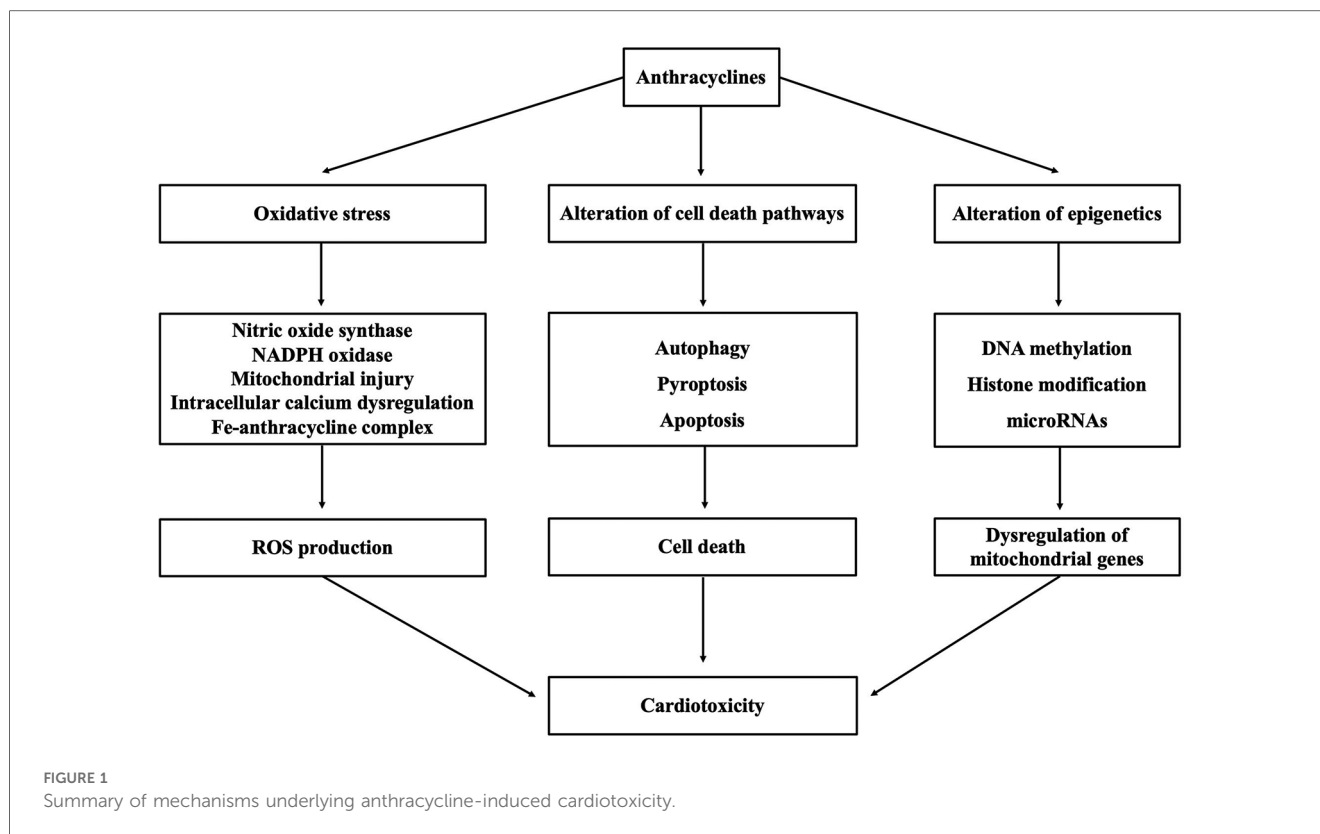 Anthracyclines
Oxidative stress
Alteration of cell death pathways
Alteration of epigenetics
Nitric oxide synthase
NADPH oxidase
Mitochondrial injury
Intracellular calcium dysregulation
Fe-anthracycline complex
Autophagy
Pyroptosis
Apoptosis
DNA methylation
Histone modification
microRNAs
ROS production
Cell death
Dysregulation of
mitochondrial genes
Cardiotoxicity
FIGURE 1
Summary of mechanisms underlying anthracycline-induced cardiotoxicity.